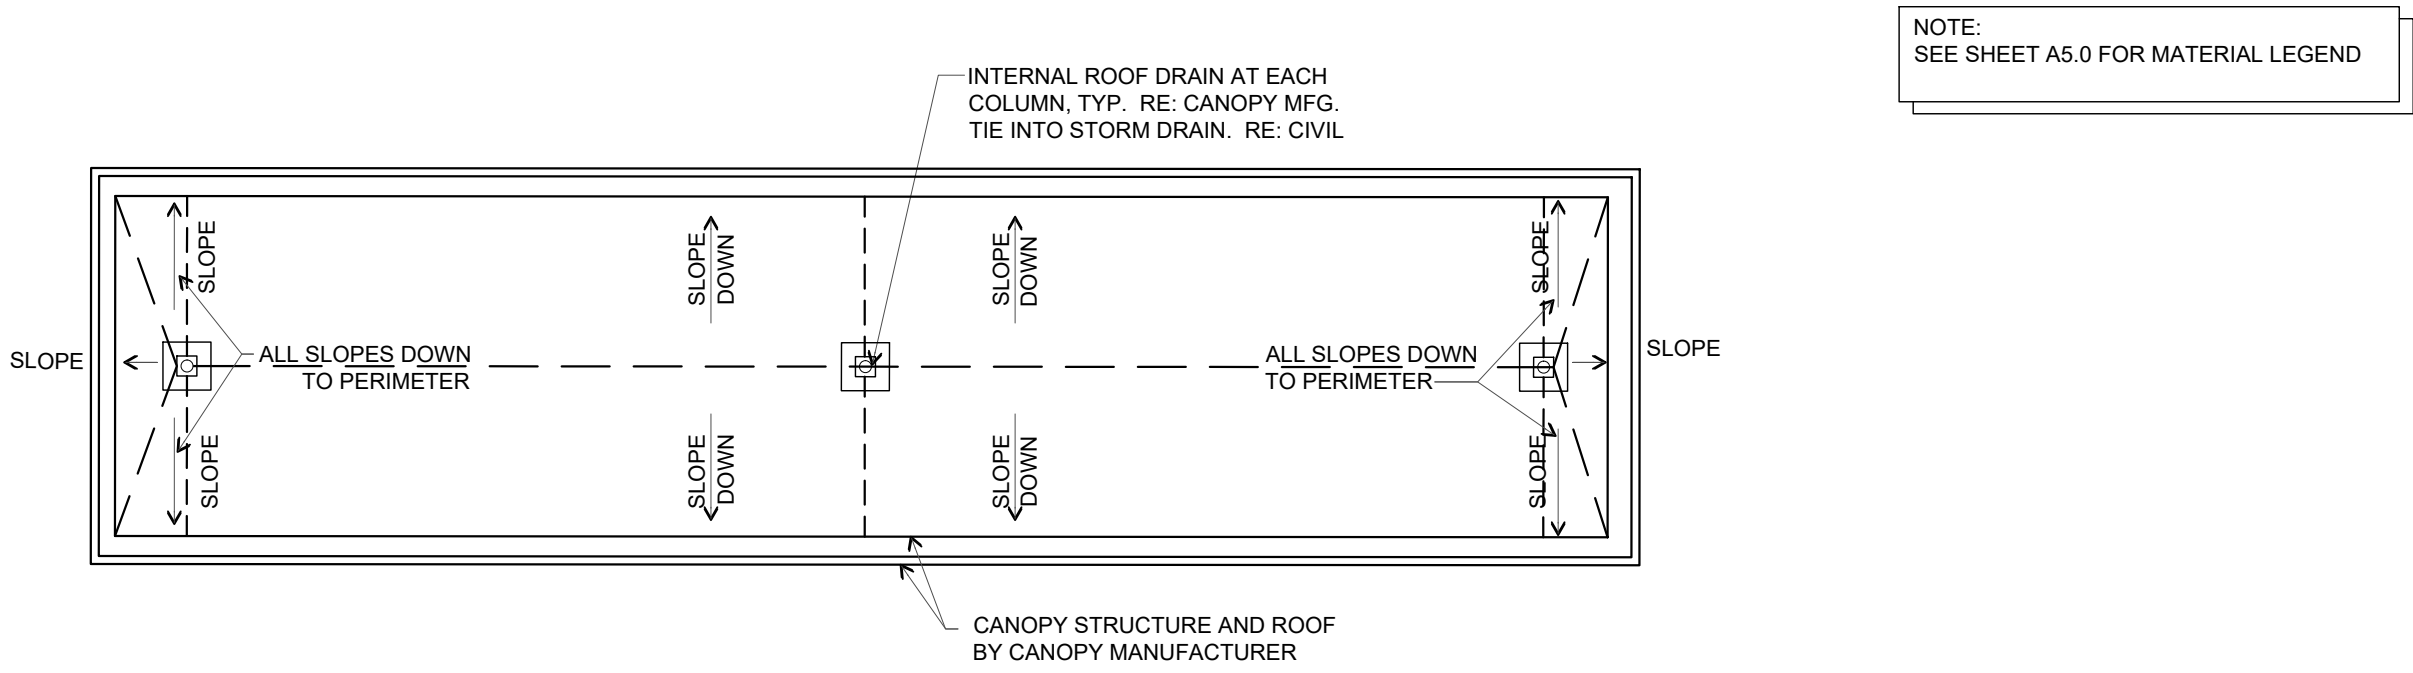 NOTE:
SEE SHEET A5.0 FOR MATERIAL LEGEND
INTERNAL ROOF DRAIN AT EACH
COLUMN, TYP.  RE: CANOPY MFG.
TIE INTO STORM DRAIN.  RE: CIVIL
SLOPE
SLOPE
DOWN
SLOPE
DOWN
SLOPE
SLOPE
ALL SLOPES DOWN
TO PERIMETER
ALL SLOPES DOWN
TO PERIMETER
SLOPE
SLOPE
SLOPE
DOWN
SLOPE
DOWN
SLOPE
CANOPY STRUCTURE AND ROOF
BY CANOPY MANUFACTURER